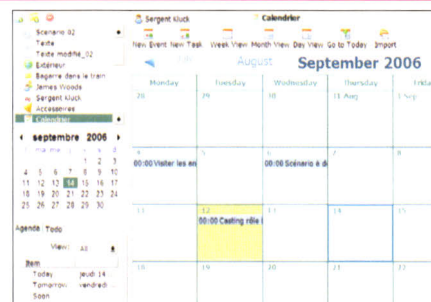 Scenario 02
Texte
Texte modifié_02
Extérieur
Bagarre dans le train
James Woods
Sergent Kluck
Accessoires
Calendrier
septembre 2006
ma me j v s
1 2 3
4 5 6 7 8 9 10
11 12 13 14 15 16 17
18 19 20 21 22 23 24
25 26 27 28 29 30
Agenda Todo
View: All
Item
Today jeudi 14
Tomorrow vendredi
Soon
Sergent Kluck Calendrier
New Event New Task Week View Month View Day View Go to Today Import
August September 2006
Monday Tuesday Wednesday Thursday Frida
28 29 30 31 Aug 1 Sep
4 5 6 7 8
00:00 Visiter les en 00:00 Scénario à d
11 12 13 14 15
00:00 Casting rôle
18 19 20 21 22